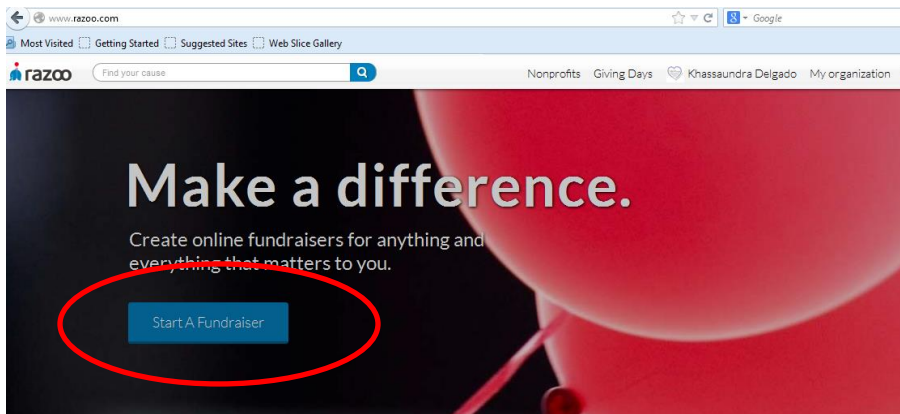 www.razoo.com
8 Google
Most Visited Getting Started Suggested Sites Web Slice Gallery
razoo Find your cause Nonprofits Giving Days Khassaundra Delgado My organization
Make a difference.
Create online fundraisers for anything and
everything that matters to you.
Start A Fundraiser